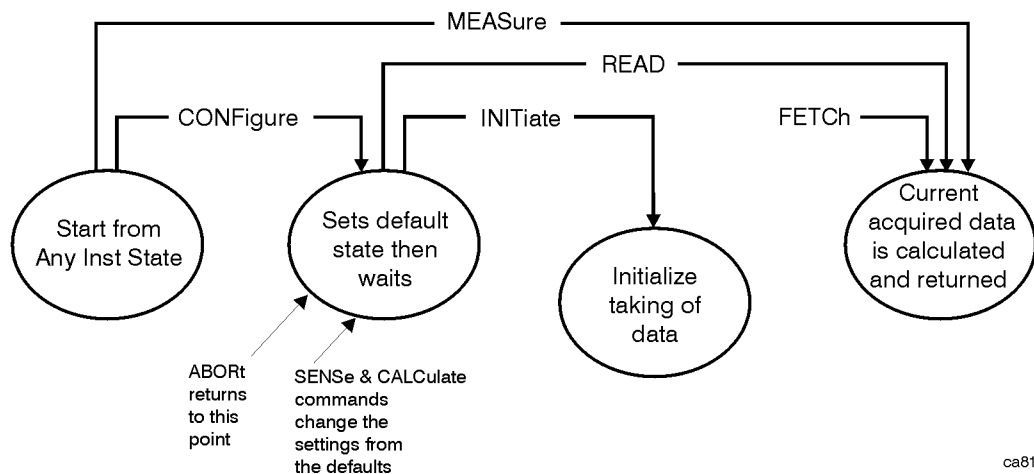 MEASure
READ
CONFigure
INITiate
FETCh
Start from
Any Inst State
Sets default
state then
waits
Initialize
taking of
data
Current
acquired data
is calculated
and returned
ABORt
returns
to this
point
SENSe & CALCulate
commands
change the
settings from
the defaults
ca81